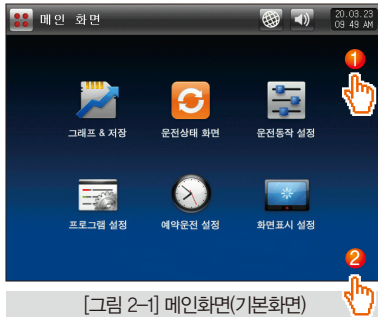 메인 화면
20.03.23
09 49 AM
1
그래프 & 저장 운전상태 화면 운전동작 설정
프로그램 설정 예약운전 설정 화면표시 설정
2
[그림 2-1] 메인화면(기본화면)